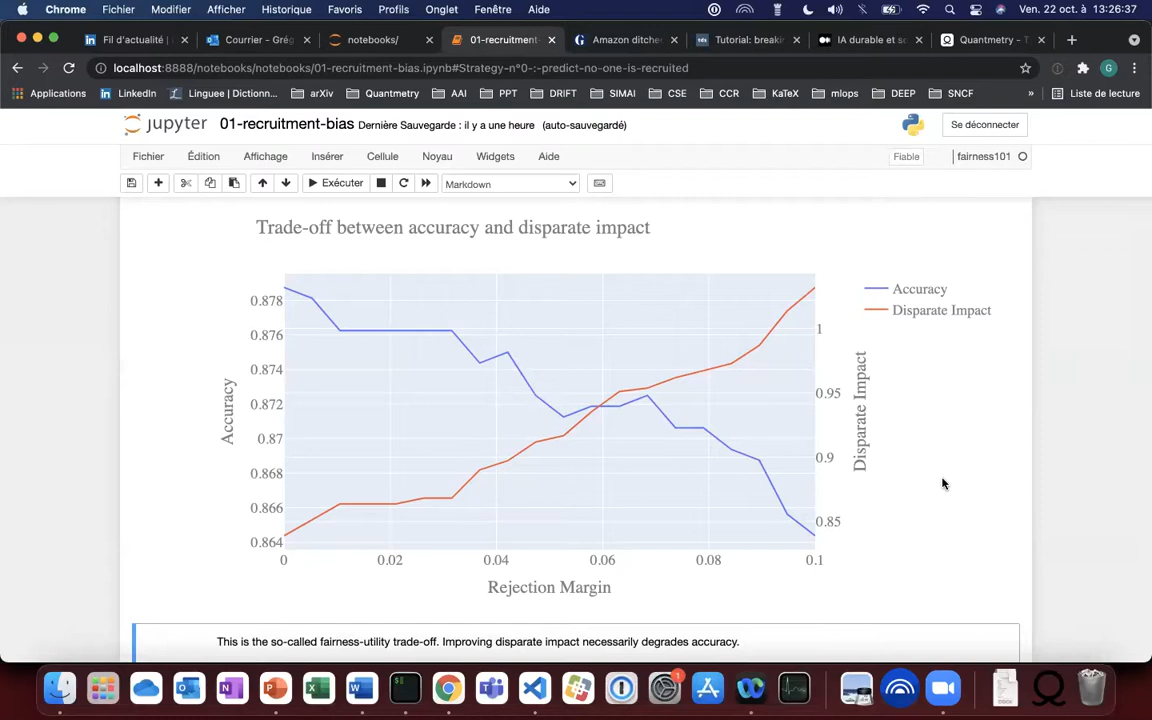 Chrome Fichier Modifier Afficher Historique Favoris Profils Onglet Fenêtre Aide Ven. 22 oct. à 13:26:37
Fil d'actualité | Courrier - Grég notebooks/ 01-recruitment- Amazon ditche Tutorial: breaki IA durable et so Quantmetry - T
localhost:8888/notebooks/notebooks/01-recruitment-bias.ipynb#Strategy-n°0-:-predict-no-one-is-recruited
Applications LinkedIn Linguee | Dictionn... arXiv Quantmetry AAI PPT DRIFT SIMAI CSE CCR KaTeX mlops DEEP SNCF » Liste de lecture
jupyter 01-recruitment-bias Dernière Sauvegarde : il y a une heure (auto-sauvegardé) Se déconnecter
Fichier Édition Affichage Insérer Cellule Noyau Widgets Aide Fiable fairness101
Exécuter Markdown
Trade-off between accuracy and disparate impact
Accuracy
Disparate Impact
0.878
0.876
0.874
0.872
0.87
0.868
0.866
0.864
Accuracy
1
0.95
0.9
0.85
Disparate Impact
0 0.02 0.04 0.06 0.08 0.1
Rejection Margin
This is the so-called fairness-utility trade-off. Improving disparate impact necessarily degrades accuracy.